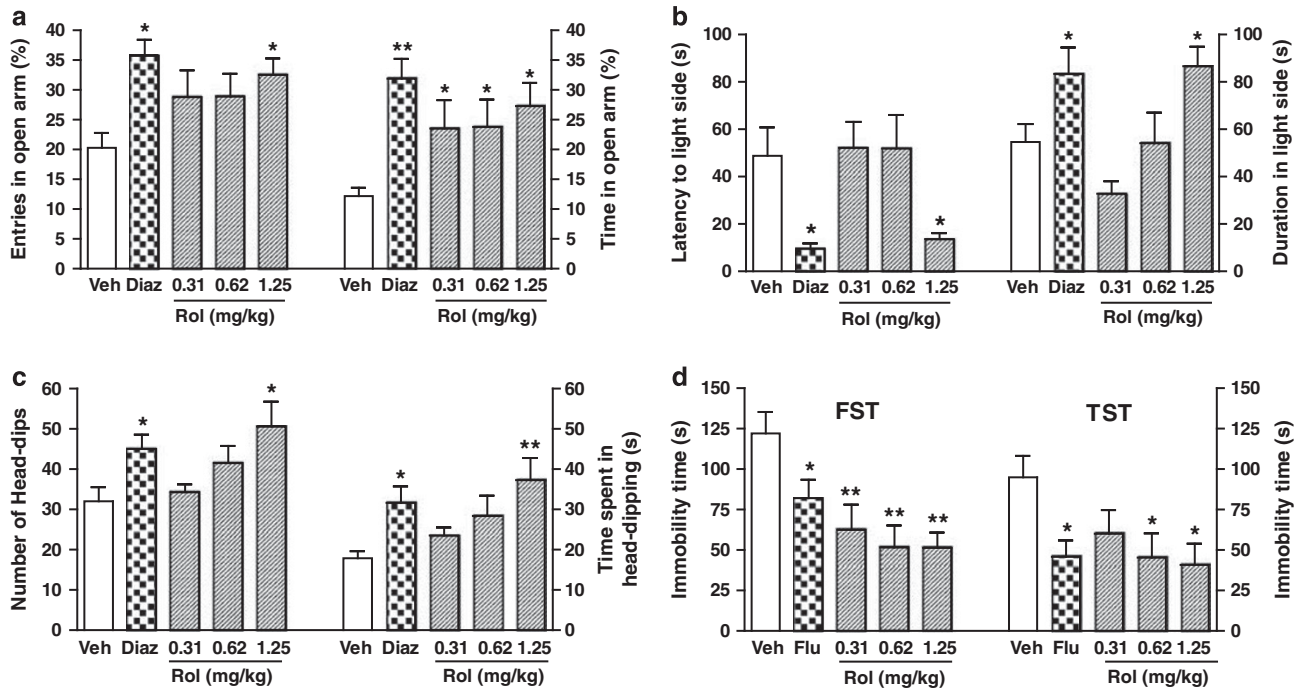 a
Entries in open arm (%)
40
35
30
25
20
15
10
5
0
*
*
**
*
*
*
40
35
30
25
20
15
10
5
0
Time in open arm (%)
Veh Diaz 0.31 0.62 1.25
Rol (mg/kg)
Veh Diaz 0.31 0.62 1.25
Rol (mg/kg)
b
Latency to light side (s)
100
80
60
40
20
0
*
*
*
*
100
80
60
40
20
0
Duration in light side (s)
Veh Diaz 0.31 0.62 1.25
Rol (mg/kg)
Veh Diaz 0.31 0.62 1.25
Rol (mg/kg)
c
Number of Head-dips
60
50
40
30
20
10
0
*
*
*
**
60
50
40
30
20
10
0
Time spent in
head-dipping (s)
Veh Diaz 0.31 0.62 1.25
Rol (mg/kg)
Veh Diaz 0.31 0.62 1.25
Rol (mg/kg)
d
Immobility time (s)
150
125
100
75
50
25
0
FST
*
**
**
**
TST
*
*
*
150
125
100
75
50
25
0
Immobility time (s)
Veh Flu 0.31 0.62 1.25
Rol (mg/kg)
Veh Flu 0.31 0.62 1.25
Rol (mg/kg)